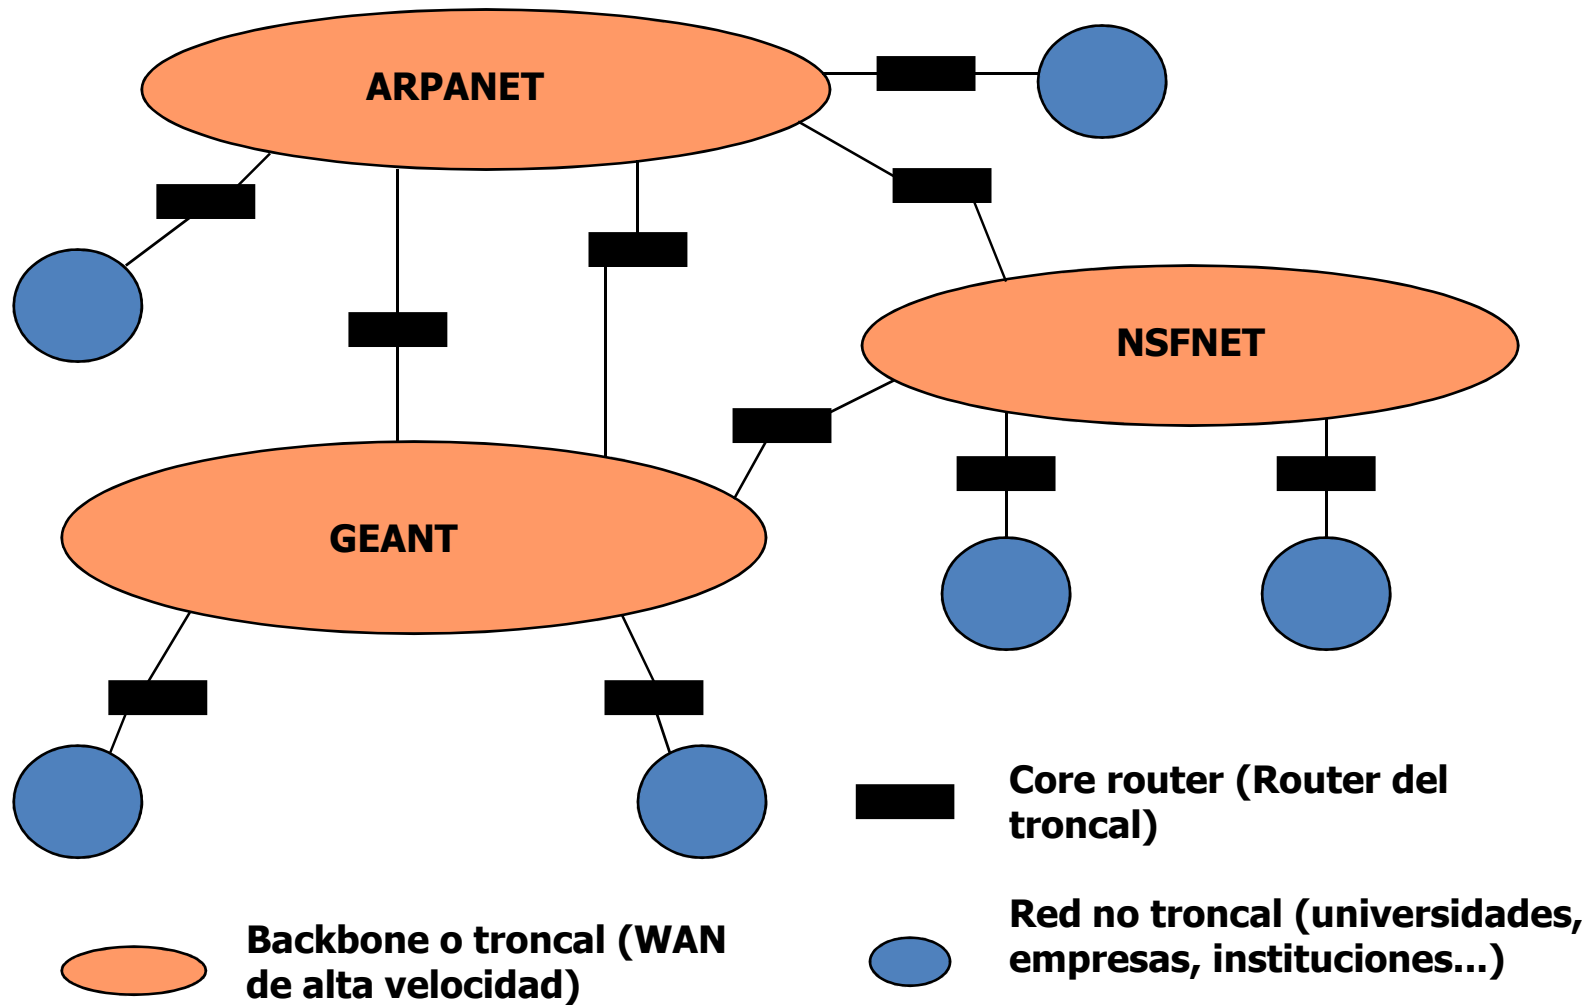 ARPANET
NSFNET
GEANT
Core router (Router del
troncal)
Red no troncal (universidades,
empresas, instituciones...)
Backbone o troncal (WAN
de alta velocidad)